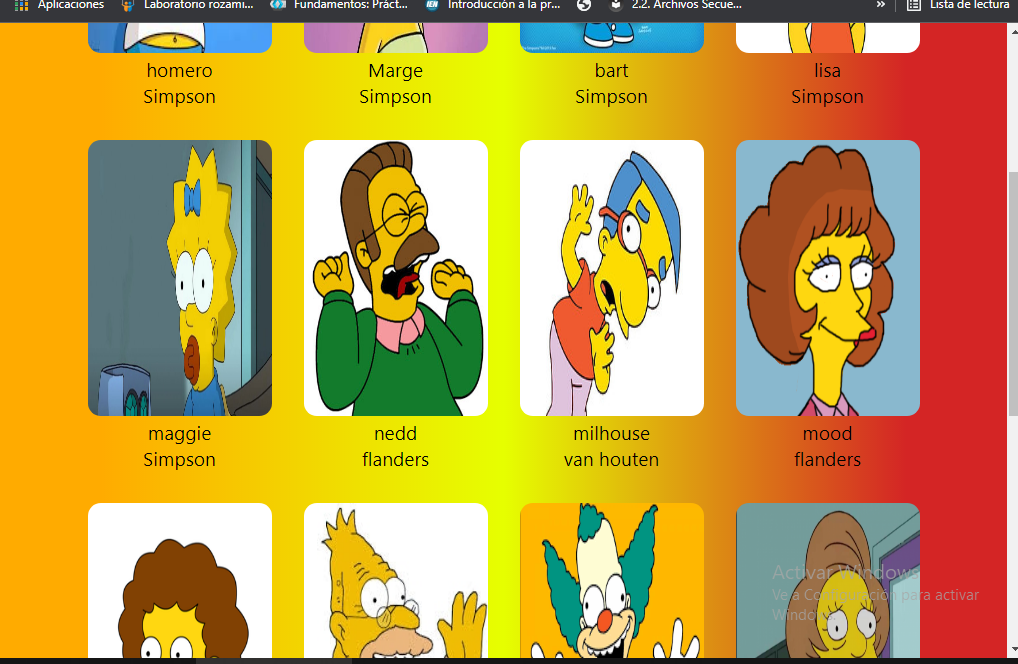 Aplicaciones
Laboratorio rozami...
Fundamentos: Práct...
Introducción a la pr...
2.2. Archivos Secue...
»
Lista de lectura
homero
Simpson
Marge
Simpson
bart
Simpson
lisa
Simpson
maggie
Simpson
nedd
flanders
milhouse
van houten
mood
flanders
Activar Windows
Ve a Configuración para activar
Windows.